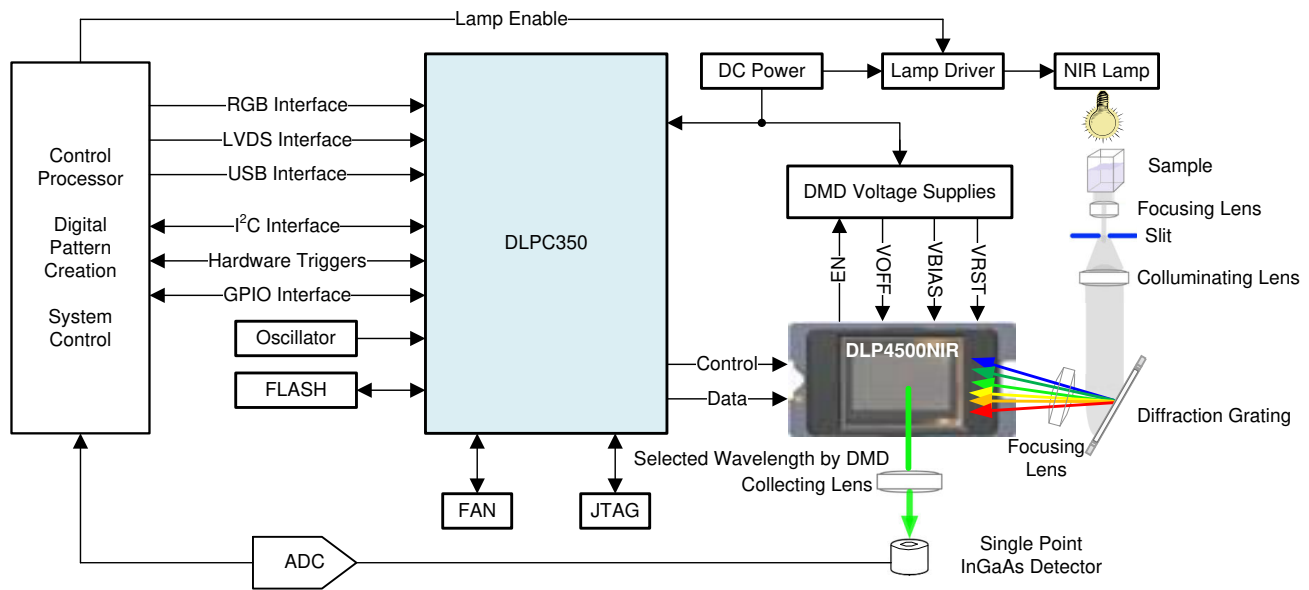 Lamp Enable
DC Power
Lamp Driver
NIR Lamp
Control
Processor
Digital
Pattern
Creation
System
Control
RGB Interface
LVDS Interface
USB Interface
I²C Interface
Hardware Triggers
GPIO Interface
Oscillator
FLASH
DLPC350
FAN
JTAG
DMD Voltage Supplies
EN
VOFF
VBIAS
VRST
Control
Data
DLP4500NIR
Sample
Focusing Lens
Slit
Colluminating Lens
Diffraction Grating
Focusing
Lens
Selected Wavelength by DMD
Collecting Lens
Single Point
InGaAs Detector
ADC